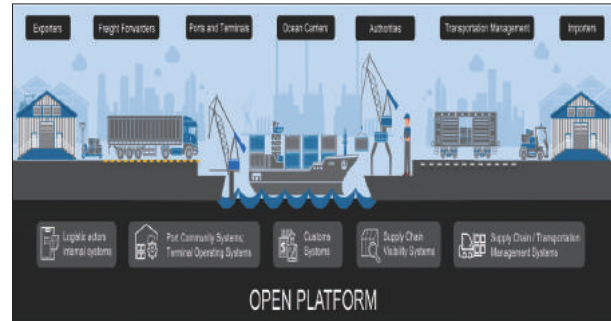 Exporters
Freight Forwarders
Ports and Terminals
Ocean Carriers
Authorities
Transportation Management
Importers
Logistic actors
internal systems
Port Community Systems;
Terminal Operating Systems
Customs
Systems
Supply Chain
Visibility Systems
Supply Chain / Transportation
Management Systems
OPEN PLATFORM